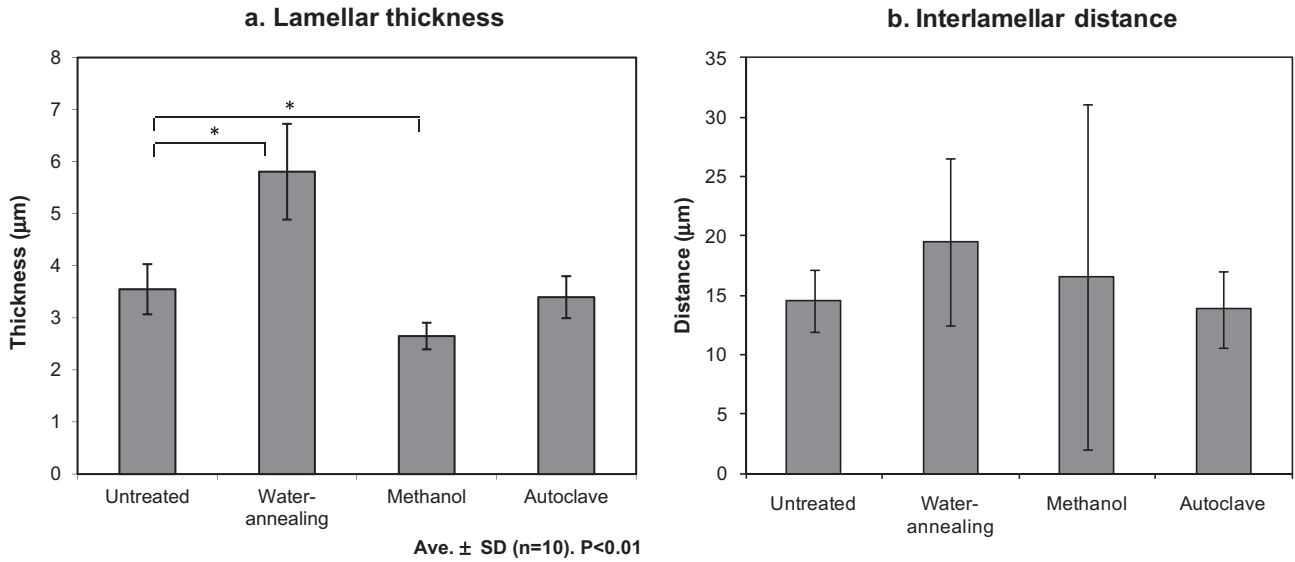 a. Lamellar thickness
8
7
6
5
4
3
2
1
0
Thickness (μm)
*
*
Untreated
Water-
annealing
Methanol
Autoclave
Ave. ± SD (n=10). P<0.01
b. Interlamellar distance
35
30
25
20
15
10
5
0
Distance (μm)
Untreated
Water-
annealing
Methanol
Autoclave